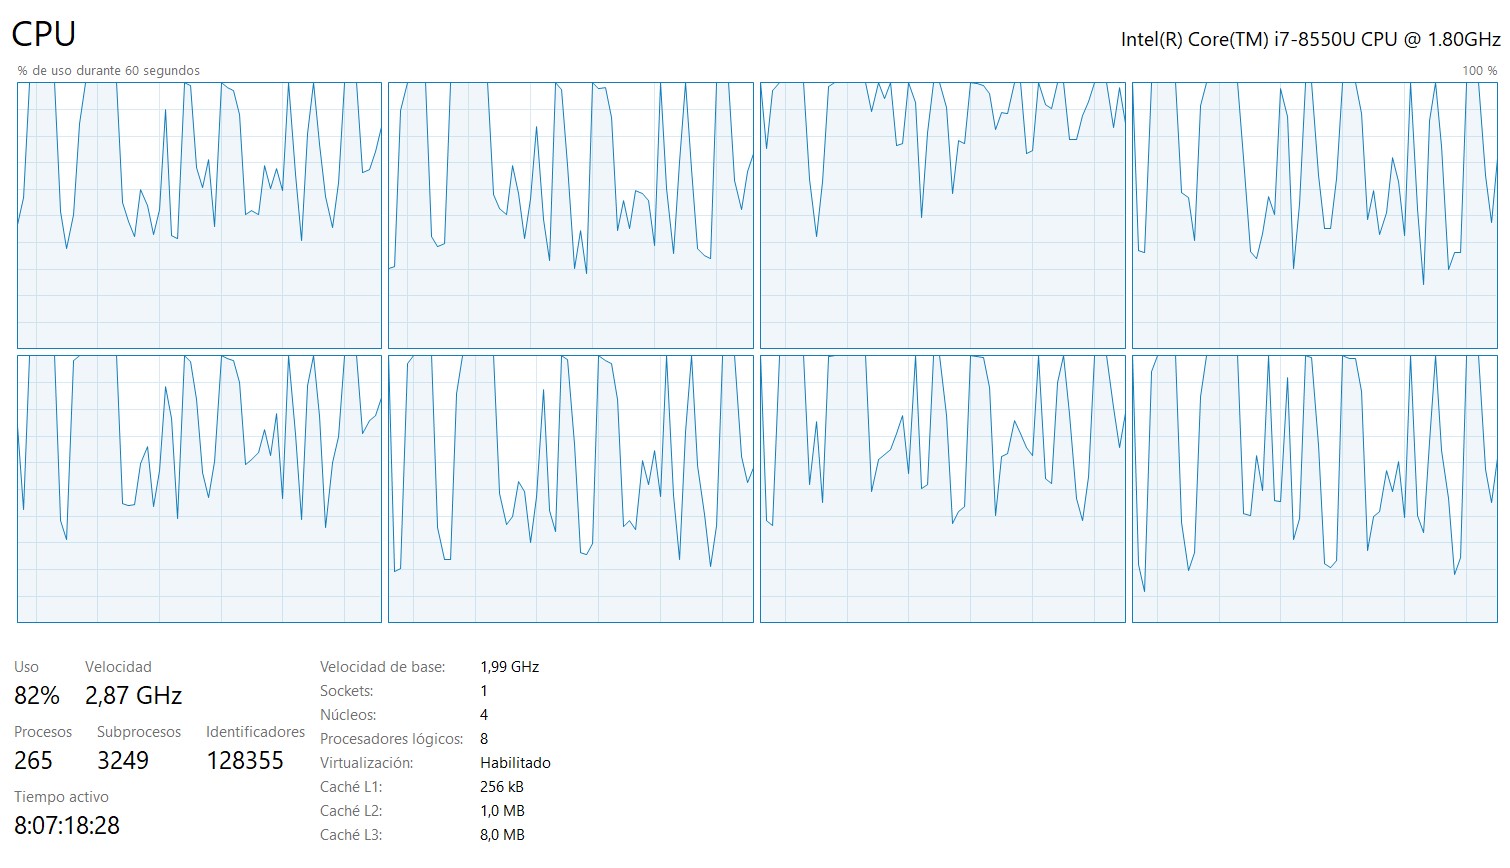 CPU
Intel(R) Core(TM) i7-8550U CPU @ 1.80GHz
% de uso durante 60 segundos
100 %
Uso
Velocidad
82%
2,87 GHz
Procesos
Subprocesos
Identificadores
265
3249
128355
Tiempo activo
8:07:18:28
Velocidad de base:
1,99 GHz
Sockets:
1
Núcleos:
4
Procesadores lógicos:
8
Virtualización:
Habilitado
Caché L1:
256 kB
Caché L2:
1,0 MB
Caché L3:
8,0 MB